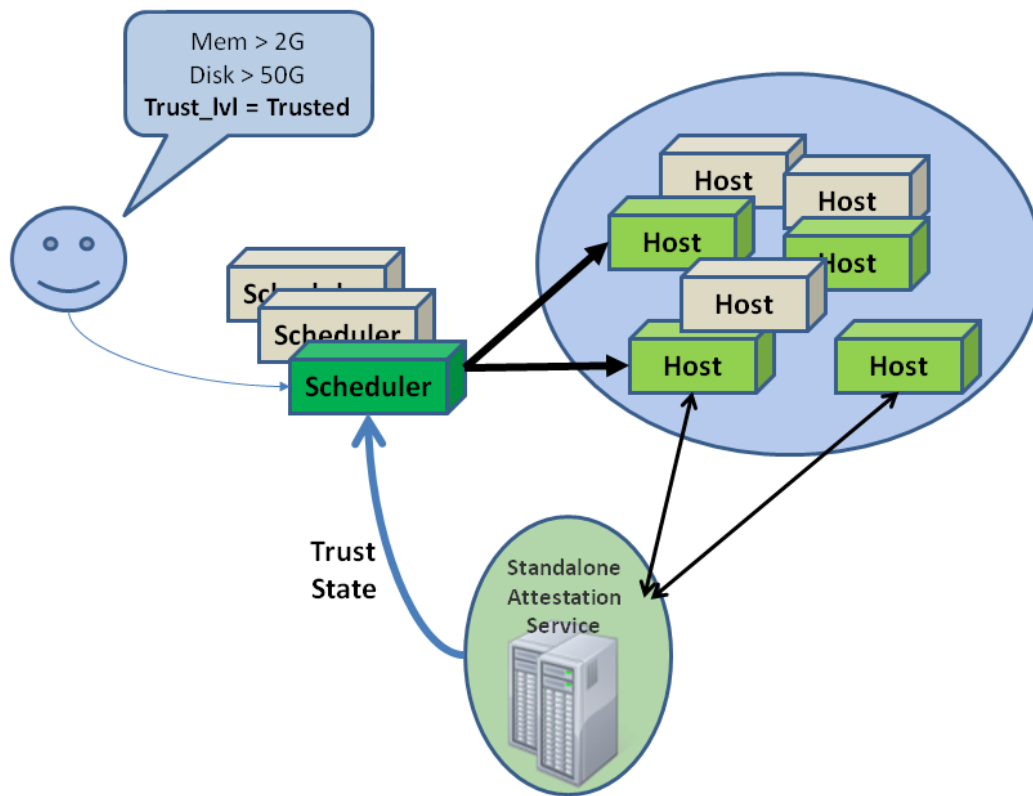 Mem > 2G
Disk > 50G
Trust_lvl = Trusted
Host
Host
Host
Host
Host
Host
Host
Scheduler
Scheduler
Trust
State
Standalone
Attestation
Service